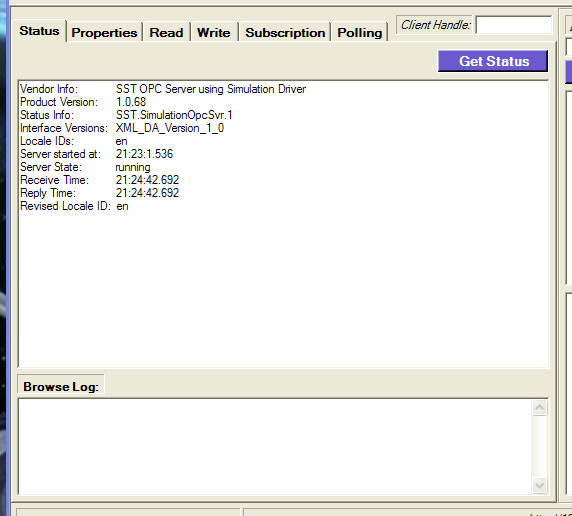 Status Properties Read Write Subscription Polling Client Handle:
Get Status
Vendor Info: SST OPC Server using Simulation Driver
Product Version: 1.0.68
Status Info: SST.SimulationOpcSvr.1
Interface Versions: XML_DA_Version_1_0
Locale IDs: en
Server started at: 21:23:1.536
Server State: running
Receive Time: 21:24:42.692
Reply Time: 21:24:42.692
Revised Locale ID: en
Browse Log: